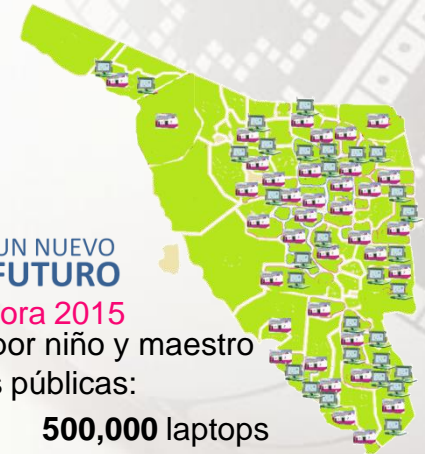 UN NUEVO
FUTURO
ora 2015
por niño y maestro
s públicas:
500,000 laptops